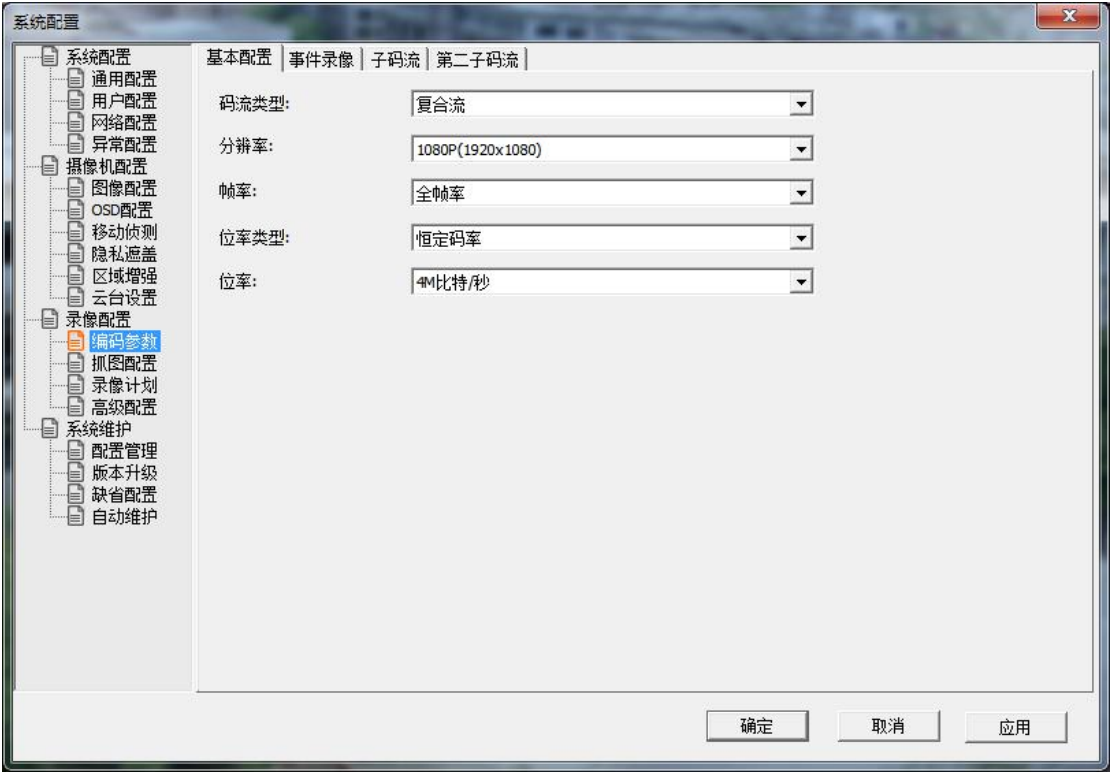 系统配置
系统配置
通用配置
用户配置
网络配置
异常配置
摄像机配置
图像配置
OSD配置
移动侦测
隐私遮盖
区域增强
云台设置
录像配置
编码参数
抓图配置
录像计划
高级配置
系统维护
配置管理
版本升级
缺省配置
自动维护
基本配置 事件录像 子码流 第二子码流
码流类型: 复合流
分辨率: 1080P(1920x1080)
帧率: 全帧率
位率类型: 恒定码率
位率: 4M比特/秒
确定 取消 应用